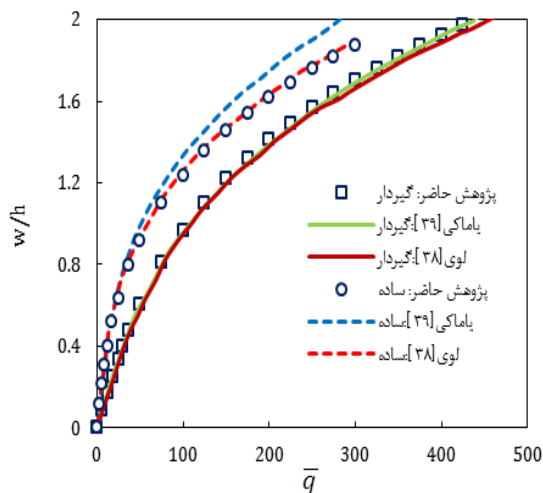 2
1.6
1.2
0.8
0.4
0
w/h
پژوهش حاضر: گیردار
یاماکی [۳۹]:گیردار
لوی [۳۸]:گیردار
پژوهش حاضر: ساده
یاماکی [۳۹]:ساده
لوی [۳۸]:ساده
0 100 200 300 400 500
q̅